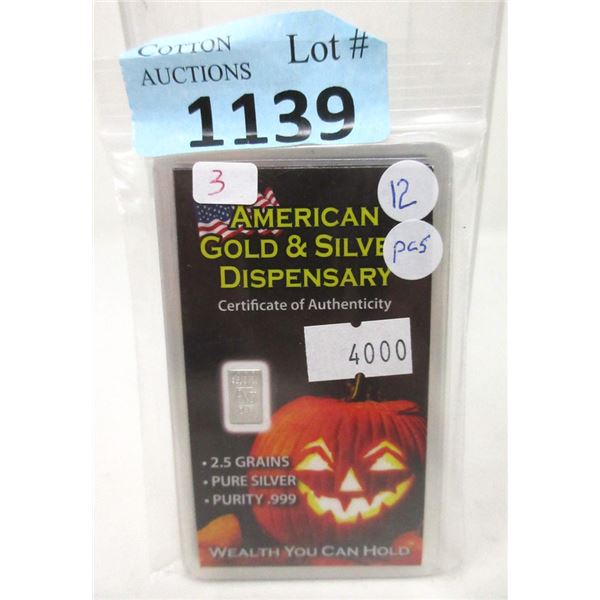 COTTON
AUCTIONS
Lot #
1139
3
12
pcs
AMERICAN
GOLD & SILVE
DISPENSARY
Certificate of Authenticity
4000
• 2.5 GRAINS
• PURE SILVER
• PURITY .999
WEALTH YOU CAN HOLD